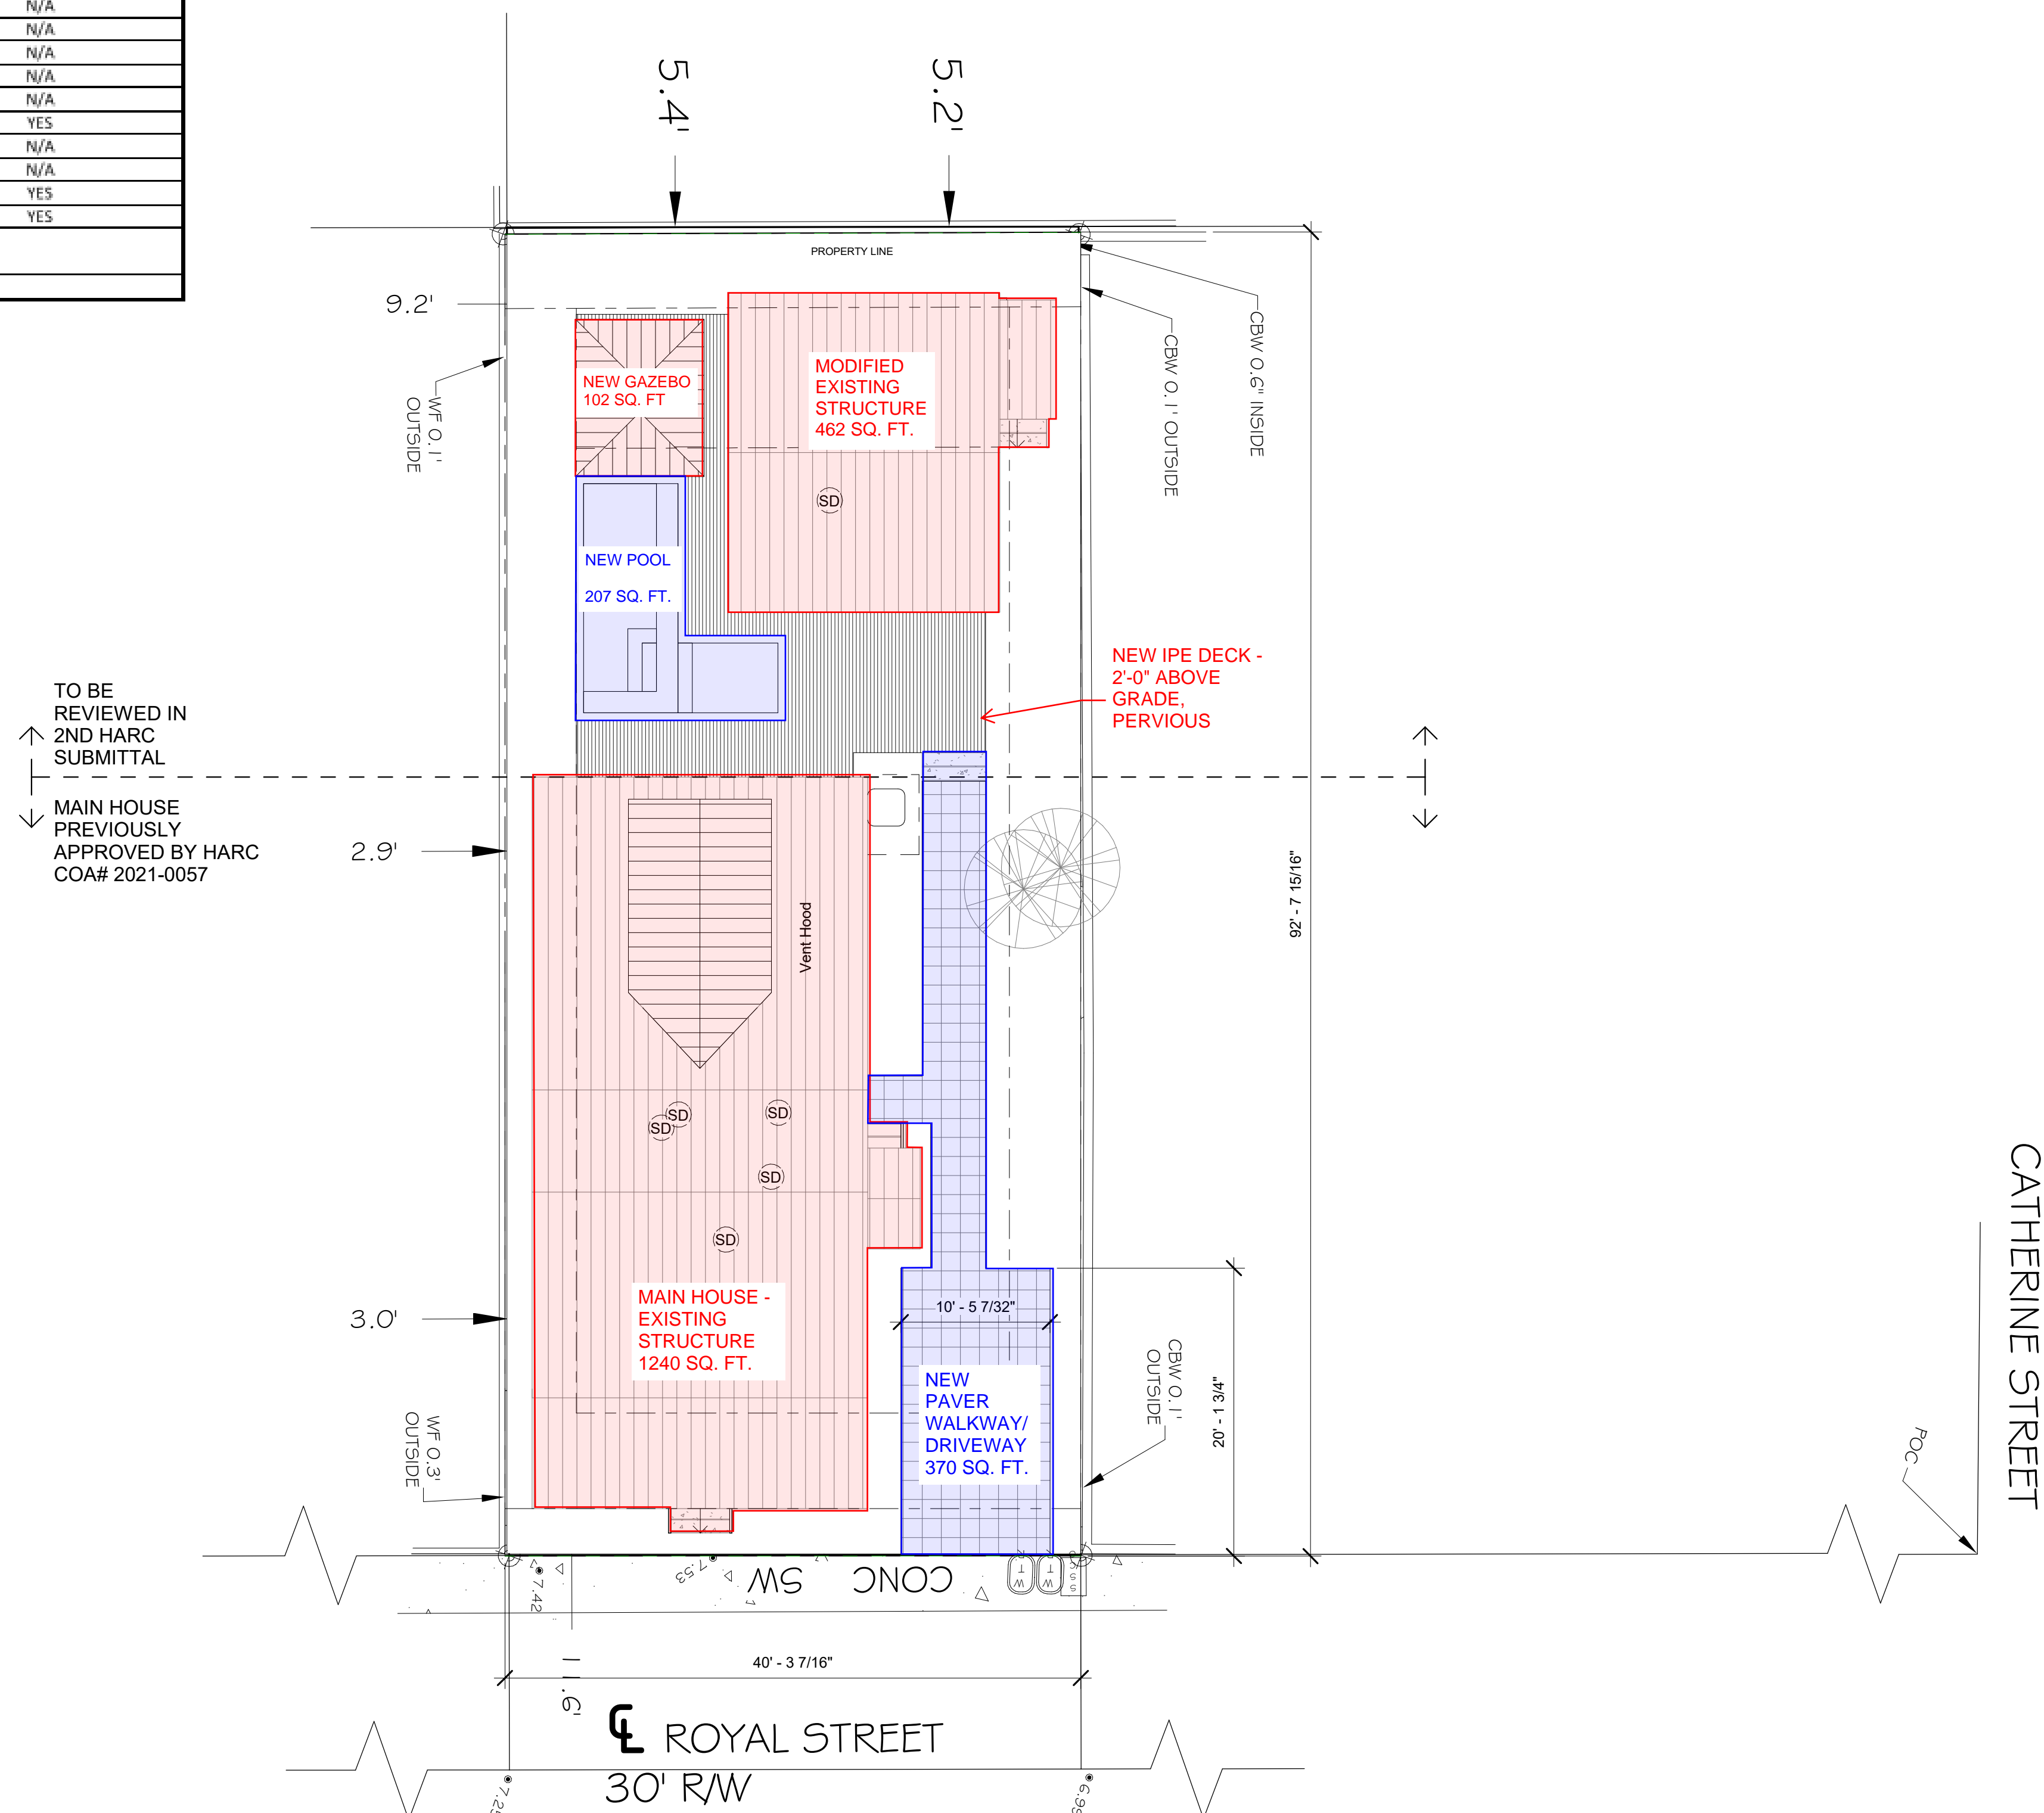 N/A
N/A
N/A
N/A
N/A
YES
N/A
N/A
YES
YES
5.4'
5.2'
PROPERTY LINE
9.2'
WF 0.1'
OUTSIDE
NEW GAZEBO
102 SQ. FT
MODIFIED
EXISTING
STRUCTURE
462 SQ. FT.
SD
CBW 0.1' OUTSIDE
CBW 0.6" INSIDE
NEW POOL
207 SQ. FT.
NEW IPE DECK -
2'-0" ABOVE
GRADE,
PERVIOUS
TO BE
REVIEWED IN
2ND HARC
SUBMITTAL
MAIN HOUSE
PREVIOUSLY
APPROVED BY HARC
COA# 2021-0057
2.9'
Vent Hood
92' - 7 15/16"
SD
SD
SD
SD
SD
3.0'
MAIN HOUSE -
EXISTING
STRUCTURE
1240 SQ. FT.
10' - 5 7/32"
NEW
PAVER
WALKWAY/
DRIVEWAY
370 SQ. FT.
CBW 0.1'
OUTSIDE
20' - 1 3/4"
WF 0.3'
OUTSIDE
POC
CATHERINE STREET
7.42
7.53
CONC SW
40' - 3 7/16"
11.6'
℄ ROYAL STREET
30' R/W